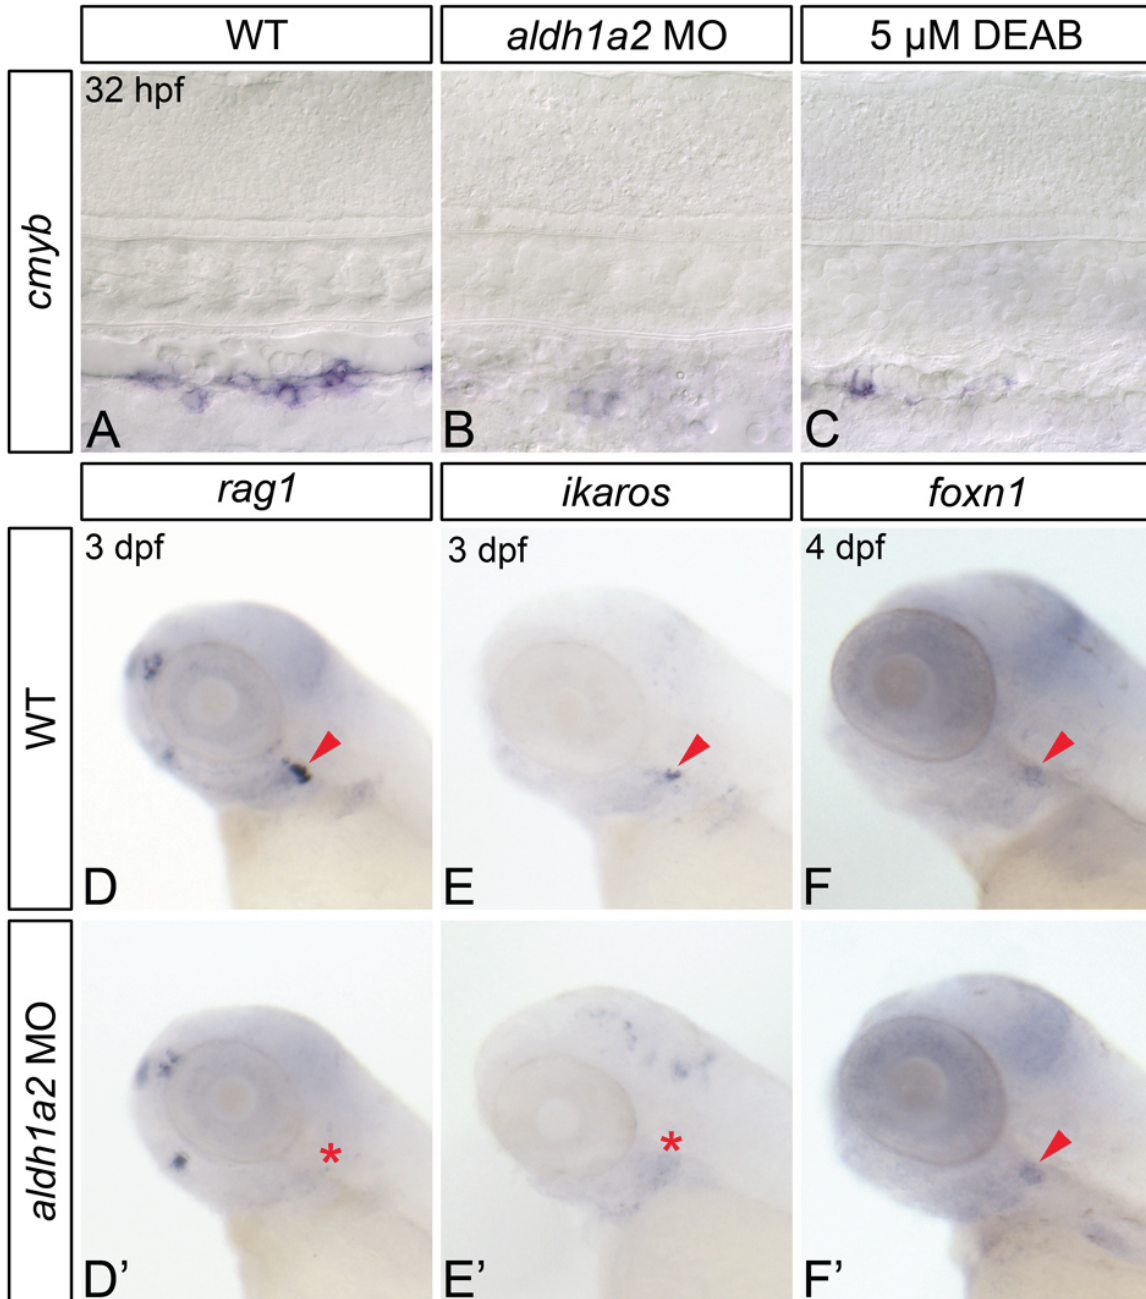 WT
aldh1a2 MO
5 µM DEAB
cmyb
32 hpf
A
B
C
rag1
ikaros
foxn1
WT
3 dpf
3 dpf
4 dpf
D
E
F
aldh1a2 MO
*
*
D’
E’
F’